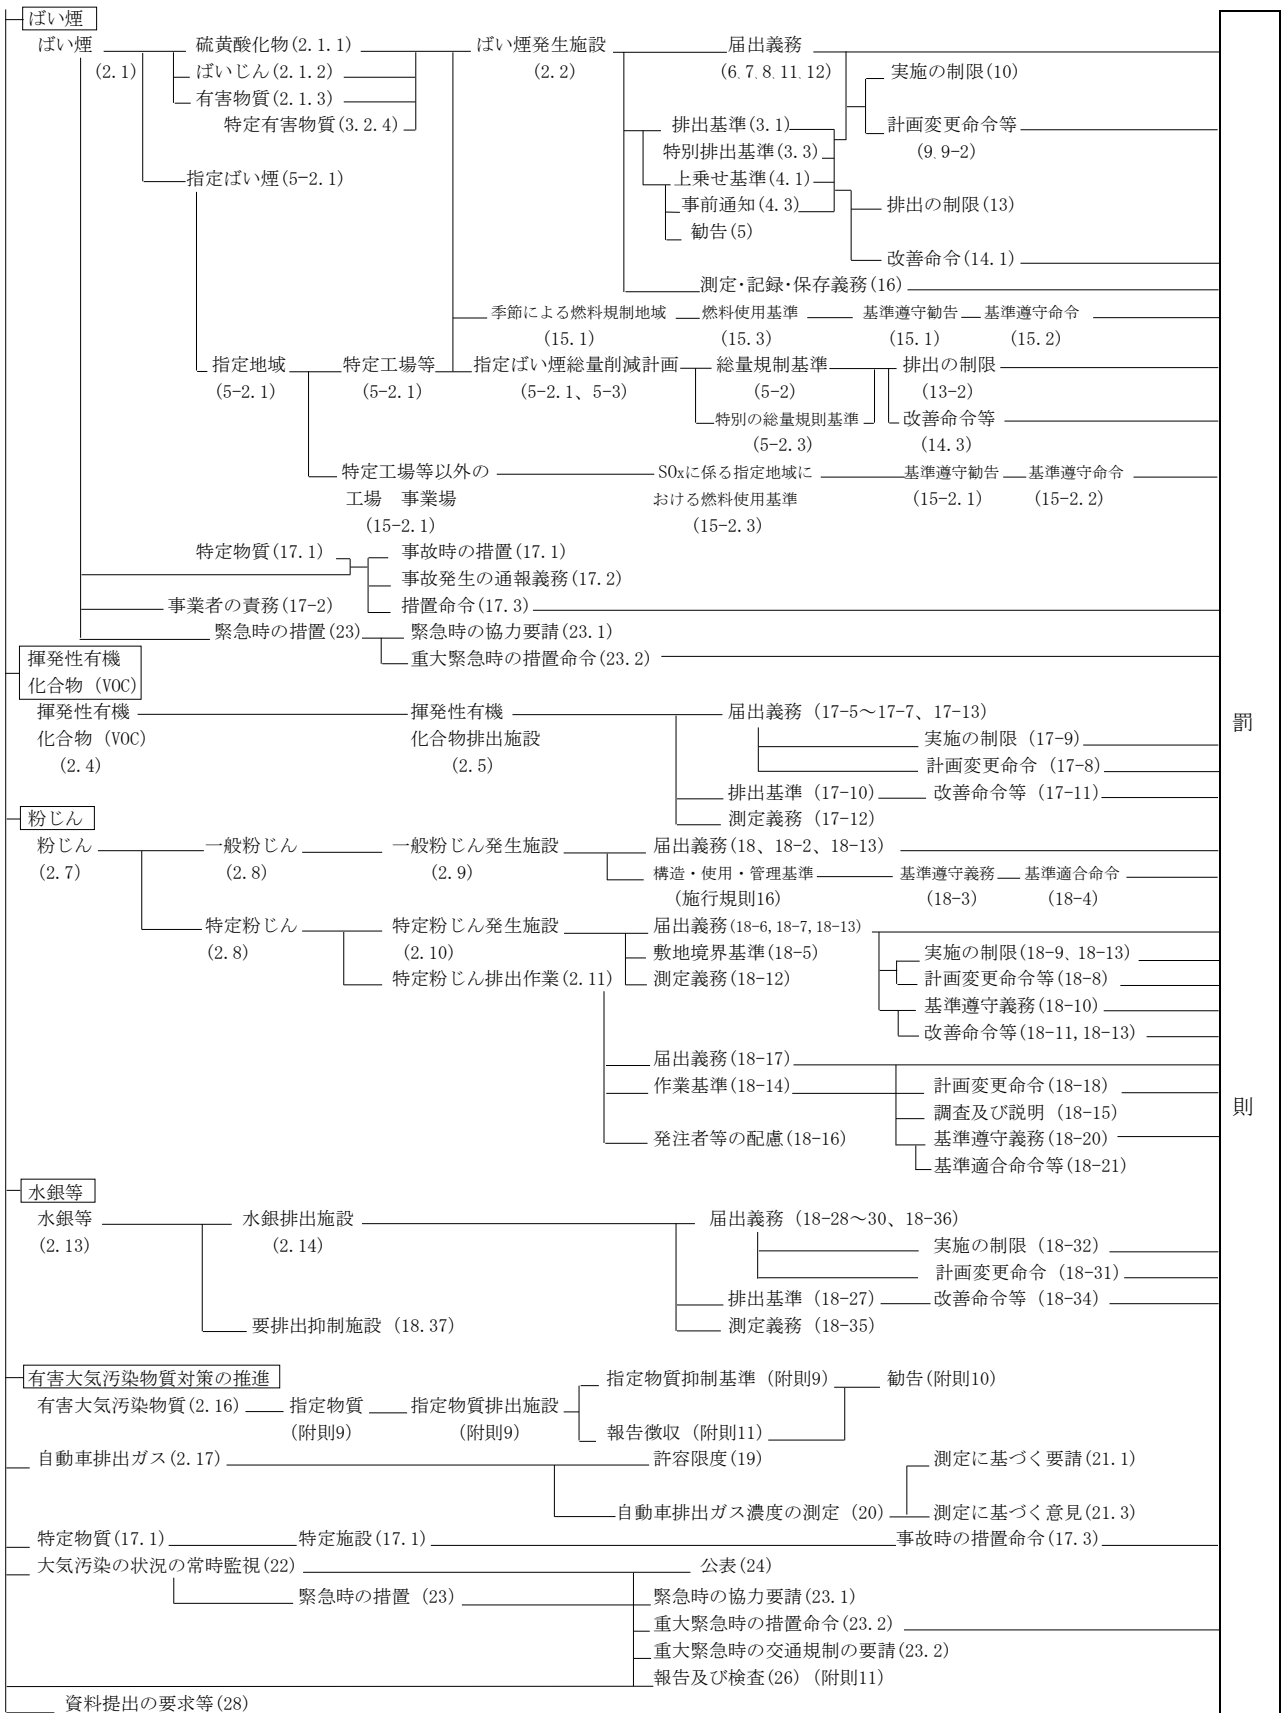 ばい煙
ばい煙 硫黄酸化物(2.1.1) ばい煙発生施設 届出義務
(2.1) ばいじん(2.1.2) (2.2) (6.7.8.11.12) 実施の制限(10)
有害物質(2.1.3)
特定有害物質(3.2.4) 排出基準(3.1) 計画変更命令等
特別排出基準(3.3) (9.9-2)
指定ばい煙(5-2.1) 上乗せ基準(4.1)
事前通知(4.3) 排出の制限(13)
勧告(5)
改善命令(14.1)
測定・記録・保存義務(16)
季節による燃料規制地域 燃料使用基準 基準遵守勧告 基準遵守命令
(15.1) (15.3) (15.1) (15.2)
指定地域 特定工場等 指定ばい煙総量削減計画 総量規制基準 排出の制限
(5-2.1) (5-2.1) (5-2.1、5-3) (5-2) (13-2)
特別の総量規則基準 改善命令等
(5-2.3) (14.3)
特定工場等以外の SOxに係る指定地域に 基準遵守勧告 基準遵守命令
工場 事業場 おける燃料使用基準 (15-2.1) (15-2.2)
(15-2.1) (15-2.3)
特定物質(17.1) 事故時の措置(17.1)
事故発生の通報義務(17.2)
事業者の責務(17-2) 措置命令(17.3)
緊急時の措置(23) 緊急時の協力要請(23.1)
重大緊急時の措置命令(23.2)
揮発性有機
化合物 (VOC)
揮発性有機 揮発性有機 届出義務 (17-5～17-7、17-13)
化合物 (VOC) 化合物排出施設 実施の制限 (17-9)
(2.4) (2.5) 計画変更命令 (17-8)
排出基準 (17-10) 改善命令等 (17-11)
測定義務 (17-12)
粉じん
粉じん 一般粉じん 一般粉じん発生施設 届出義務(18、18-2、18-13)
(2.7) (2.8) (2.9) 構造・使用・管理基準 基準遵守義務 基準適合命令
(施行規則16) (18-3) (18-4)
特定粉じん 特定粉じん発生施設 届出義務(18-6,18-7,18-13)
(2.8) (2.10) 敷地境界基準(18-5) 実施の制限(18-9、18-13)
特定粉じん排出作業(2.11) 測定義務(18-12) 計画変更命令等(18-8)
基準遵守義務(18-10)
改善命令等(18-11,18-13)
届出義務(18-17)
作業基準(18-14) 計画変更命令(18-18)
調査及び説明 (18-15)
発注者等の配慮(18-16) 基準遵守義務(18-20)
基準適合命令等(18-21)
水銀等
水銀等 水銀排出施設 届出義務 (18-28～30、18-36)
(2.13) (2.14) 実施の制限 (18-32)
計画変更命令 (18-31)
排出基準 (18-27) 改善命令等 (18-34)
要排出抑制施設 (18.37) 測定義務 (18-35)
有害大気汚染物質対策の推進
指定物質抑制基準 (附則9) 勧告(附則10)
有害大気汚染物質(2.16) 指定物質 指定物質排出施設
(附則9) (附則9) 報告徴収 (附則11)
自動車排出ガス(2.17) 許容限度(19) 測定に基づく要請(21.1)
自動車排出ガス濃度の測定 (20) 測定に基づく意見(21.3)
特定物質(17.1) 特定施設(17.1) 事故時の措置命令(17.3)
大気汚染の状況の常時監視(22) 公表(24)
緊急時の措置 (23) 緊急時の協力要請(23.1)
重大緊急時の措置命令(23.2)
重大緊急時の交通規制の要請(23.2)
報告及び検査(26) (附則11)
資料提出の要求等(28)
罰
則